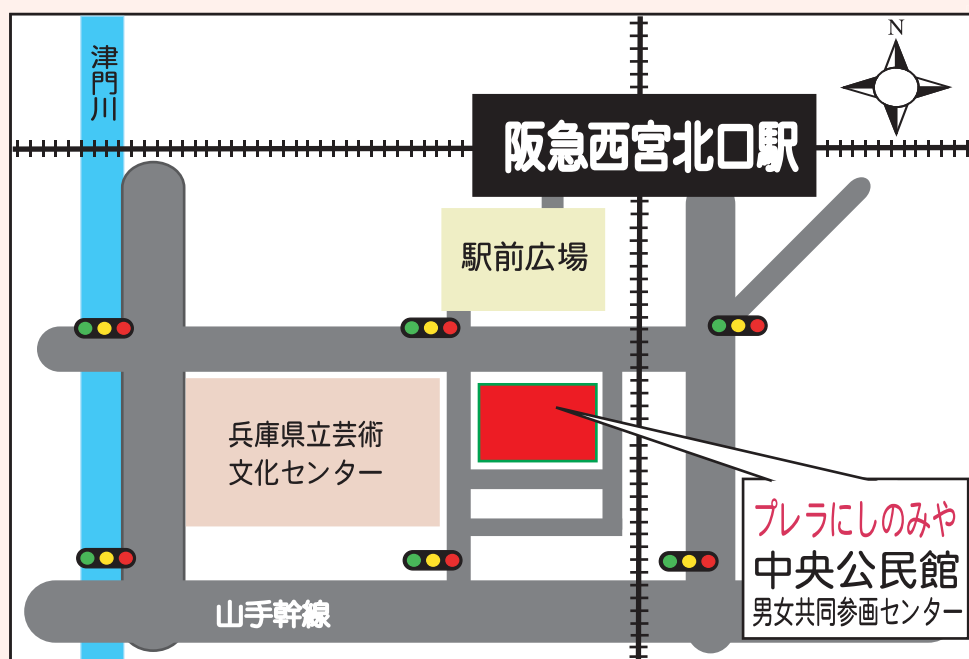 津門川
N
阪急西宮北口駅
駅前広場
兵庫県立芸術
文化センター
プレラにしのみや
中央公民館
男女共同参画センター
山手幹線